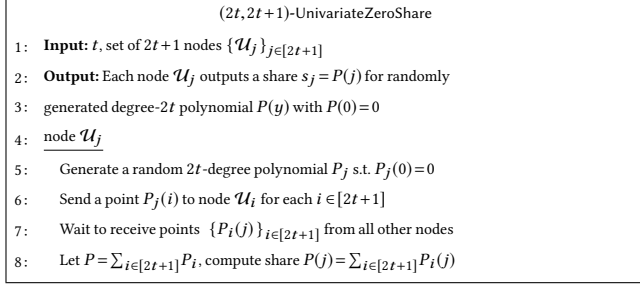 (2t, 2t+1)-UnivariateZeroShare
1: Input: t, set of 2t+1 nodes {𝒰_j}_{j∈[2t+1]}
2: Output: Each node 𝒰_j outputs a share s_j = P(j) for randomly
3: generated degree-2t polynomial P(y) with P(0)=0
4: node 𝒰_j
5: Generate a random 2t-degree polynomial P_j s.t. P_j(0)=0
6: Send a point P_j(i) to node 𝒰_i for each i∈[2t+1]
7: Wait to receive points {P_i(j)}_{i∈[2t+1]} from all other nodes
8: Let P=∑_{i∈[2t+1]} P_i, compute share P(j)=∑_{i∈[2t+1]} P_i(j)